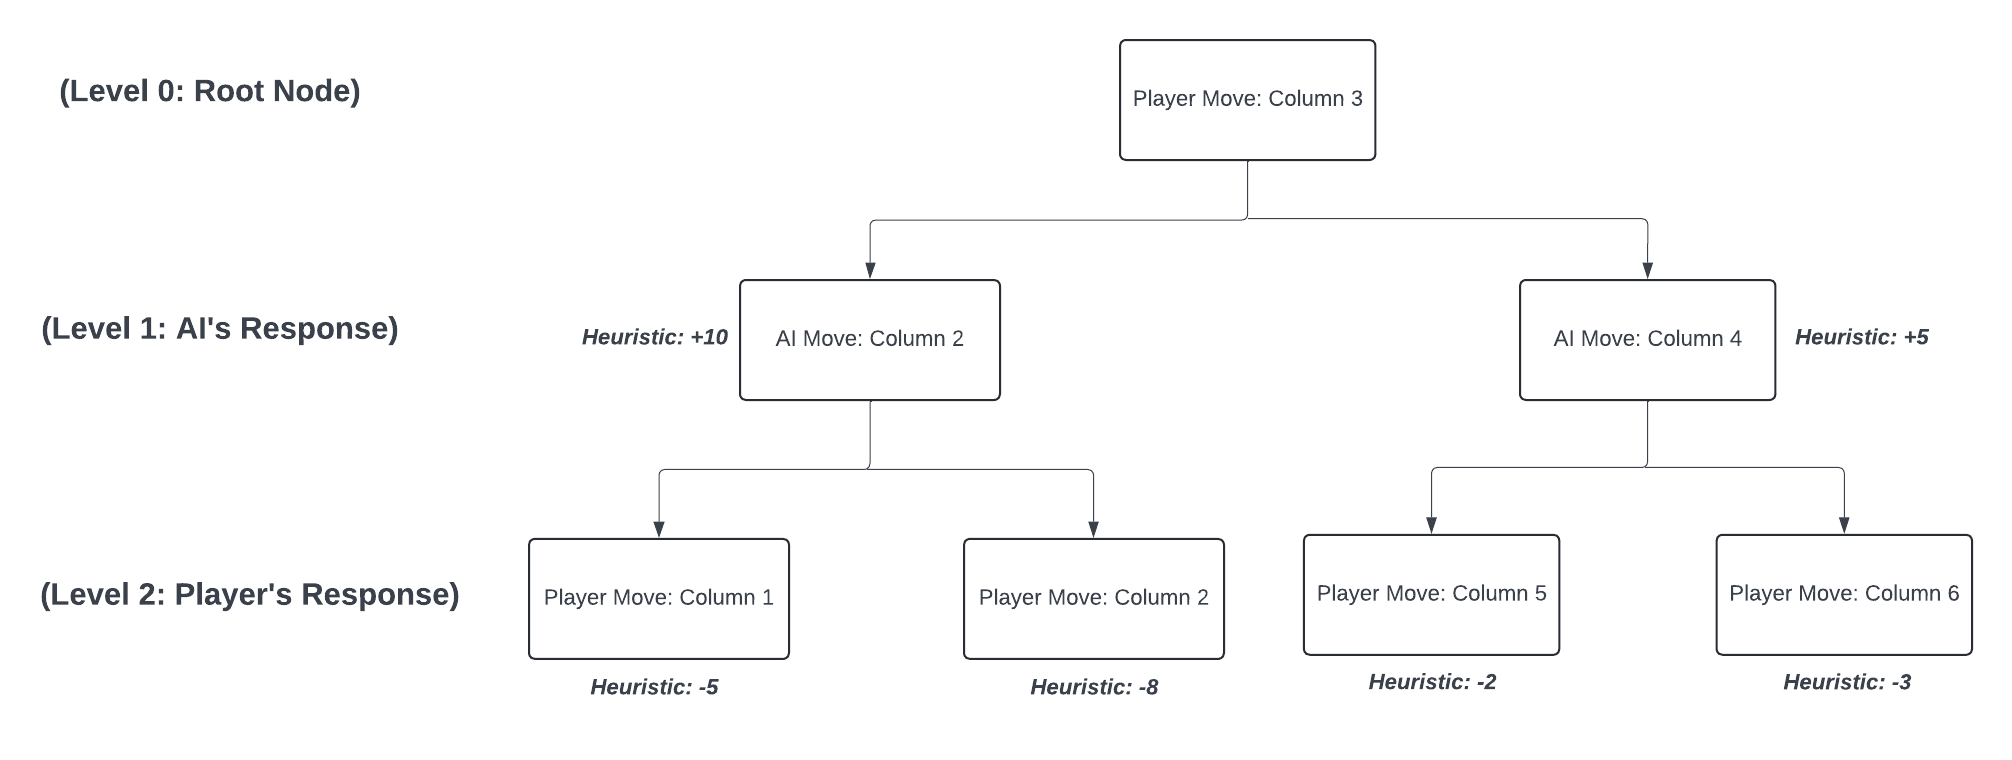 (Level 0: Root Node)
Player Move: Column 3
(Level 1: AI's Response)
Heuristic: +10
AI Move: Column 2
AI Move: Column 4
Heuristic: +5
(Level 2: Player's Response)
Player Move: Column 1
Player Move: Column 2
Player Move: Column 5
Player Move: Column 6
Heuristic: -5
Heuristic: -8
Heuristic: -2
Heuristic: -3